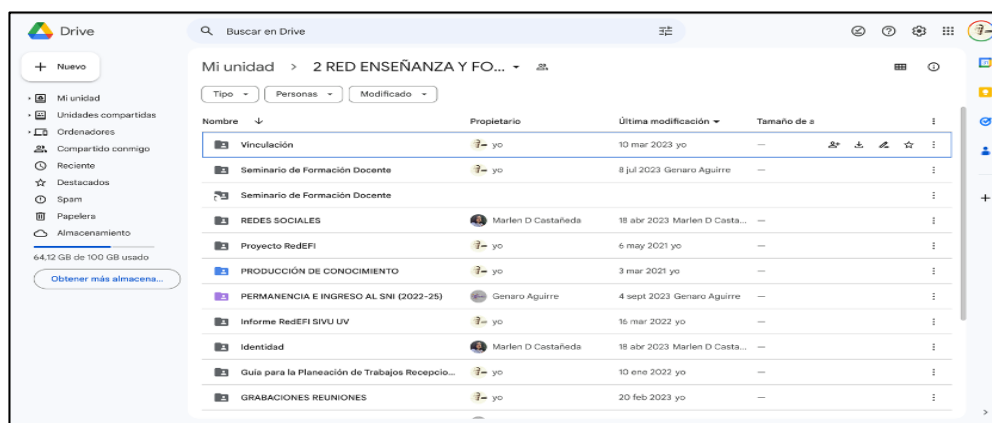 Drive
Buscar en Drive
Nuevo
Mi unidad > 2 RED ENSEÑANZA Y FO...
Tipo Personas Modificado
Mi unidad
Unidades compartidas
Ordenadores
Compartido conmigo
Reciente
Destacados
Spam
Papelera
Almacenamiento
64,12 GB de 100 GB usado
Obtener más almacena...
Nombre Propietario Última modificación Tamaño de a
Vinculación yo 10 mar 2023 yo —
Seminario de Formación Docente yo 8 jul 2023 Genaro Aguirre —
Seminario de Formación Docente
REDES SOCIALES Marlen D Castañeda 18 abr 2023 Marlen D Casta... —
Proyecto RedEFI yo 6 may 2021 yo —
PRODUCCIÓN DE CONOCIMIENTO yo 3 mar 2021 yo —
PERMANENCIA E INGRESO AL SNI (2022-25) Genaro Aguirre 4 sept 2023 Genaro Aguirre —
Informe RedEFI SIVU UV yo 16 mar 2022 yo —
Identidad Marlen D Castañeda 18 abr 2023 Marlen D Casta... —
Guía para la Planeación de Trabajos Recepcio... yo 10 ene 2022 yo —
GRABACIONES REUNIONES yo 20 feb 2023 yo —